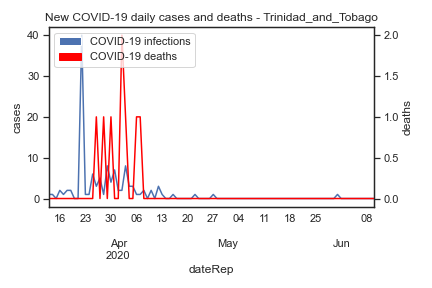 New COVID-19 daily cases and deaths - Trinidad_and_Tobago
COVID-19 infections
COVID-19 deaths
40
30
20
10
0
cases
2.0
1.5
1.0
0.5
0.0
deaths
16 23 30 06 13 20 27 04 11 18 25 08
Apr May Jun
2020
dateRep